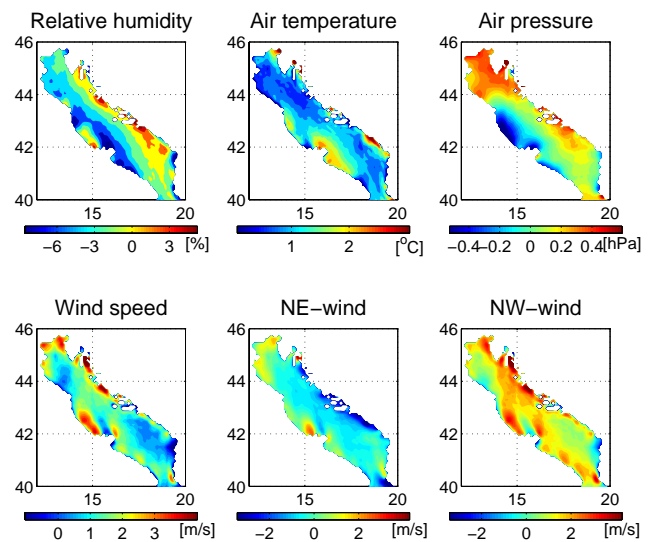 Relative humidity Air temperature Air pressure
46 46 46
44 44 44
42 42 42
40 40 40
15 20 15 20 15 20
−6 −3 0 3 [%] 1 2 [°C] −0.4 −0.2 0 0.2 0.4 [hPa]
Wind speed NE−wind NW−wind
46 46 46
44 44 44
42 42 42
40 40 40
15 20 15 20 15 20
0 1 2 3 [m/s] −2 0 2 [m/s] −2 0 2 [m/s]